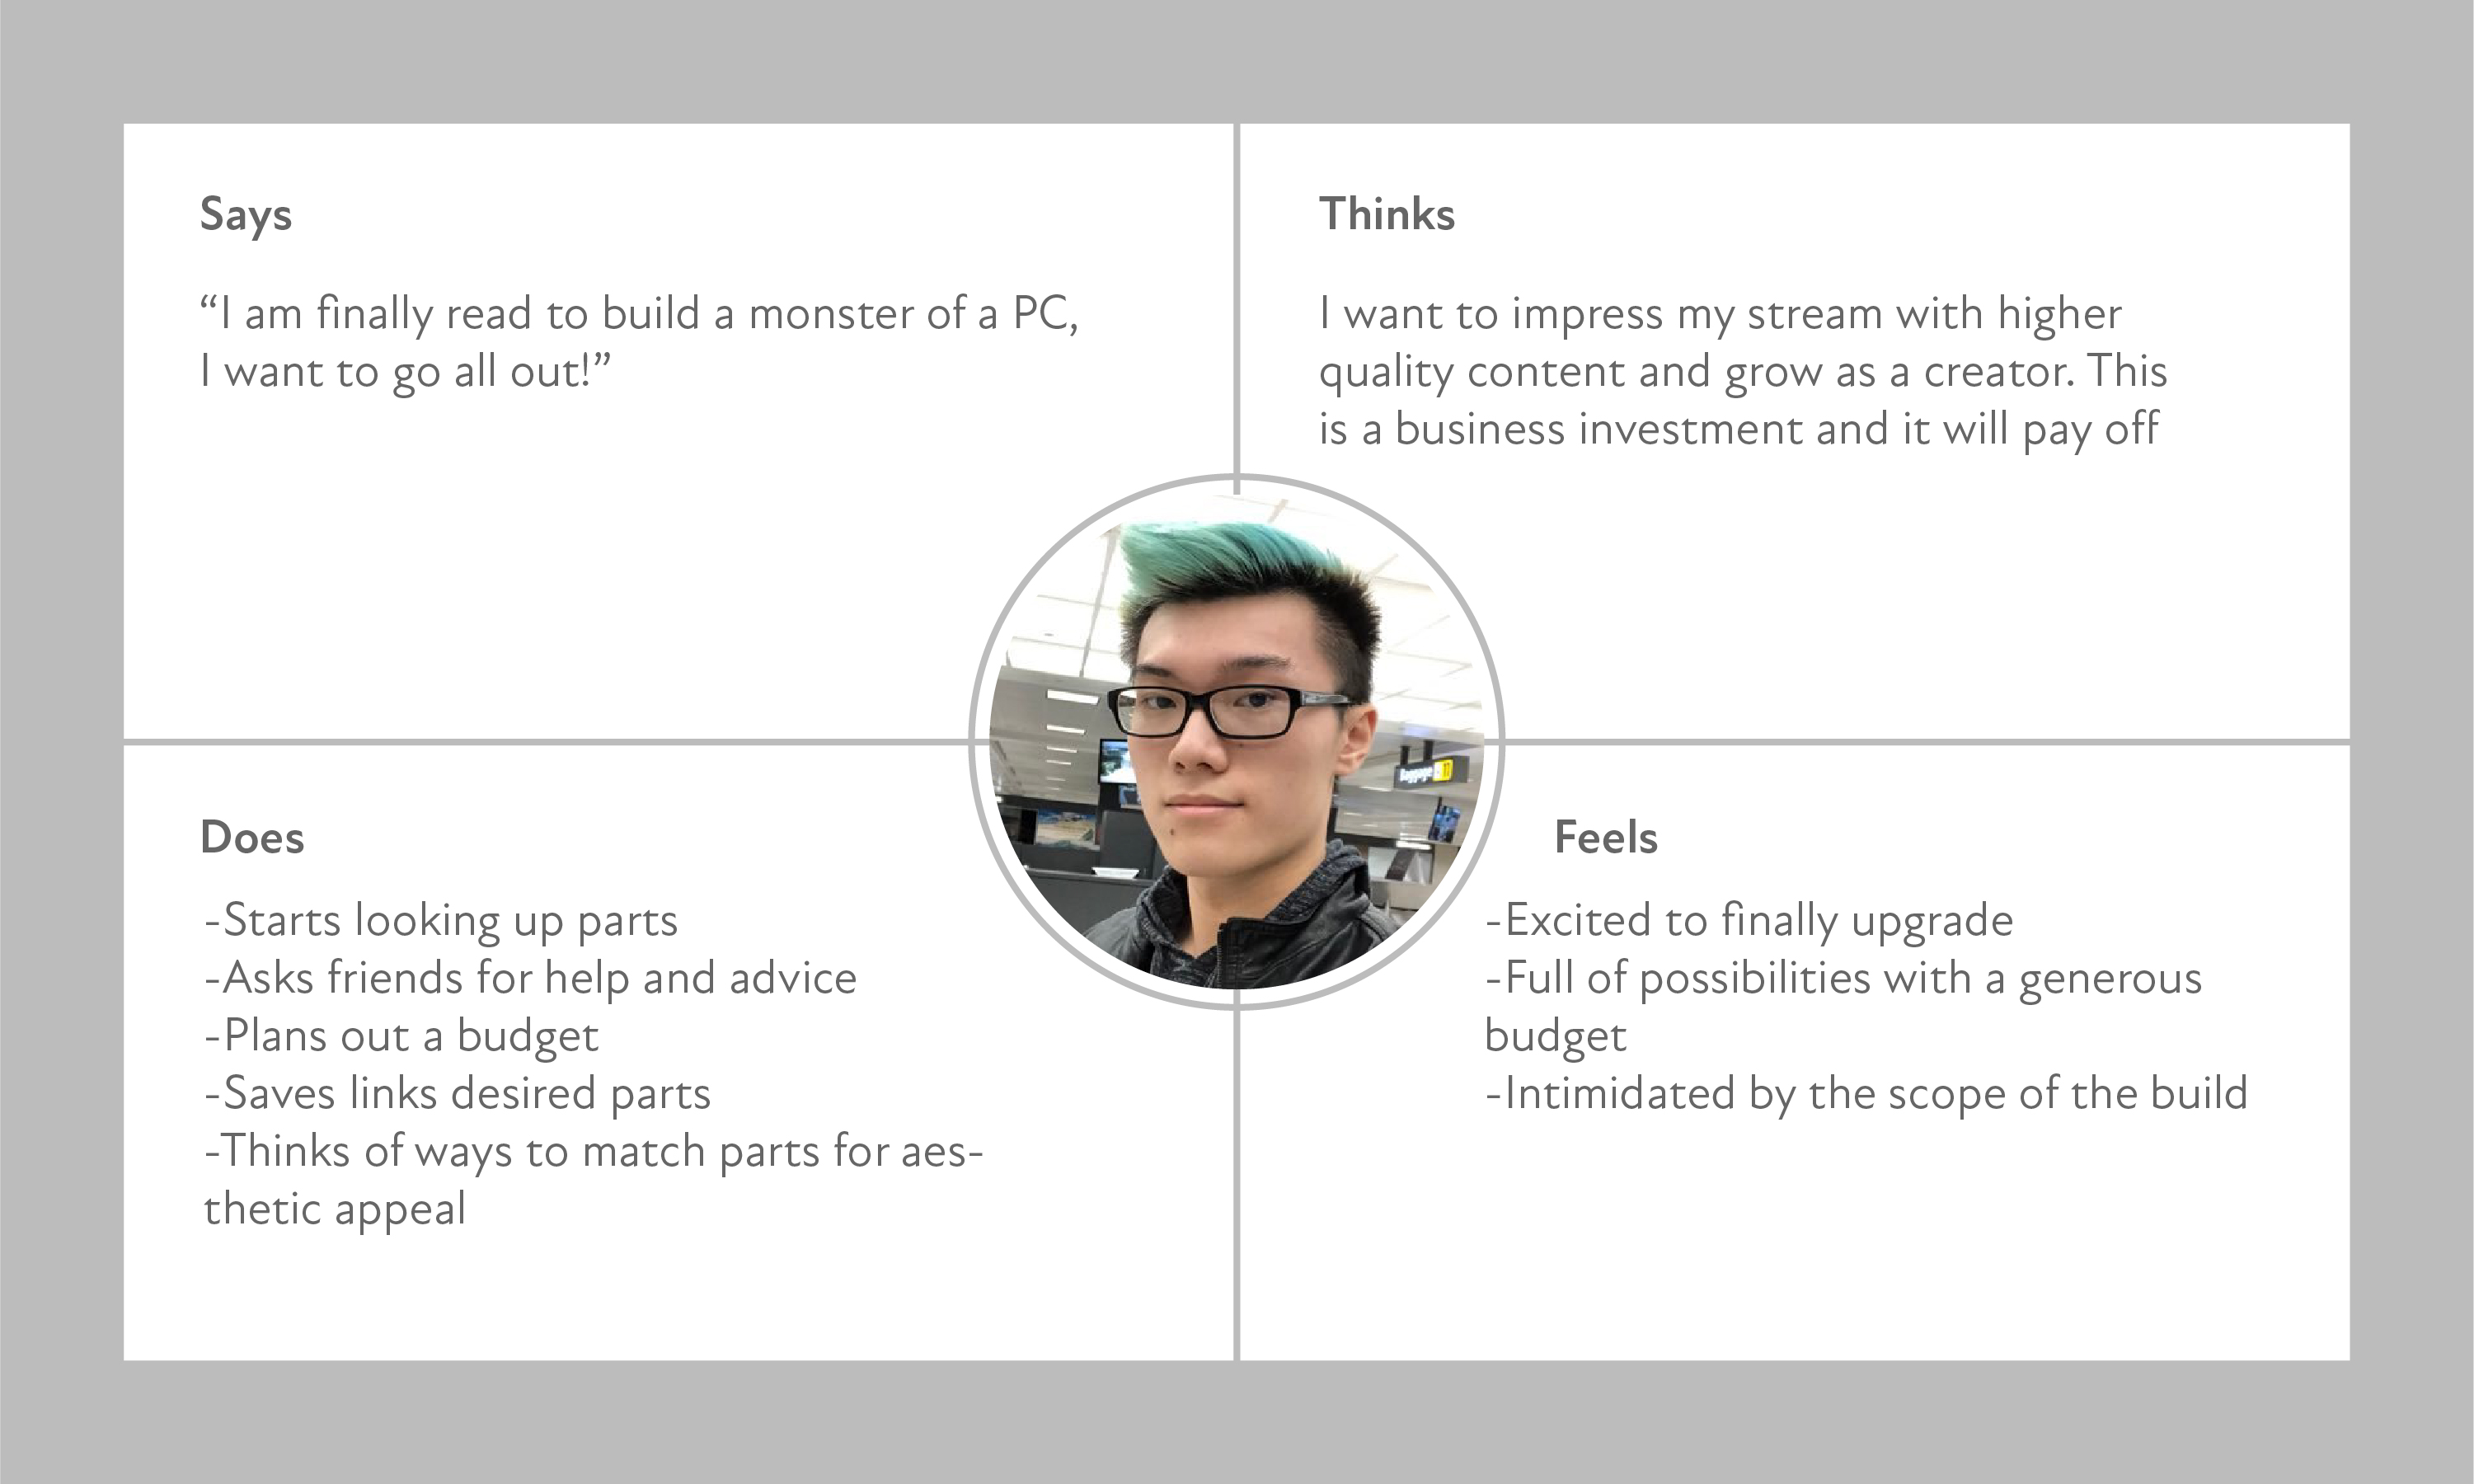 Says
“I am finally read to build a monster of a PC,
I want to go all out!”
Thinks
I want to impress my stream with higher
quality content and grow as a creator. This
is a business investment and it will pay off
Baggage 17
Does
-Starts looking up parts
-Asks friends for help and advice
-Plans out a budget
-Saves links desired parts
-Thinks of ways to match parts for aes-
thetic appeal
Feels
-Excited to finally upgrade
-Full of possibilities with a generous
budget
-Intimidated by the scope of the build